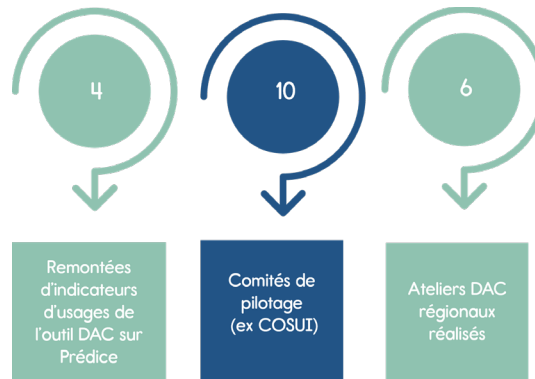 4
10
6
Remontées
d'indicateurs
d'usages de
l'outil DAC sur
Prédice
Comités de
pilotage
(ex COSUI)
Ateliers DAC
régionaux
réalisés